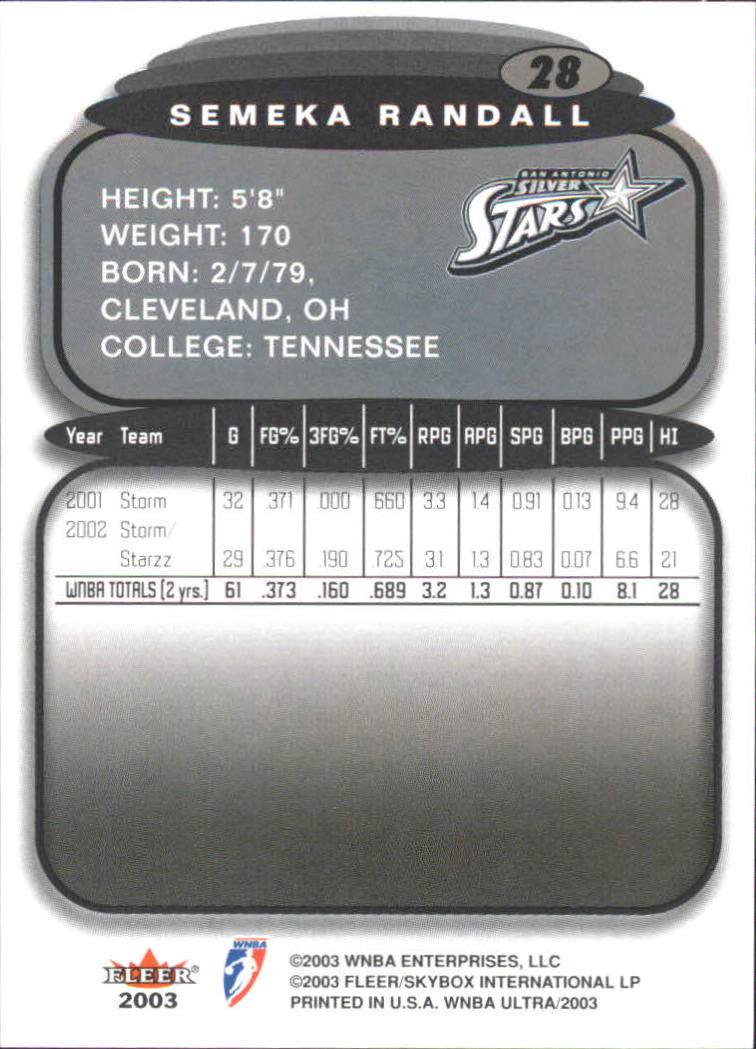 28
SEMEKA RANDALL
SAN ANTONIO
SILVER
STARS
HEIGHT: 5'8"
WEIGHT: 170
BORN: 2/7/79,
CLEVELAND, OH
COLLEGE: TENNESSEE
Year Team G FG% 3FG% FT% RPG APG SPG BPG PPG HI
2001 Storm 32 .371 .000 .660 3.3 1.4 0.91 0.13 9.4 28
2002 Storm/
Starzz 29 .376 .190 .725 3.1 1.3 0.83 0.07 6.6 21
WNBA TOTALS (2 yrs.) 61 .373 .160 .689 3.2 1.3 0.87 0.10 8.1 28
FLEER®
2003
WNBA
©2003 WNBA ENTERPRISES, LLC
©2003 FLEER/SKYBOX INTERNATIONAL LP
PRINTED IN U.S.A. WNBA ULTRA/2003